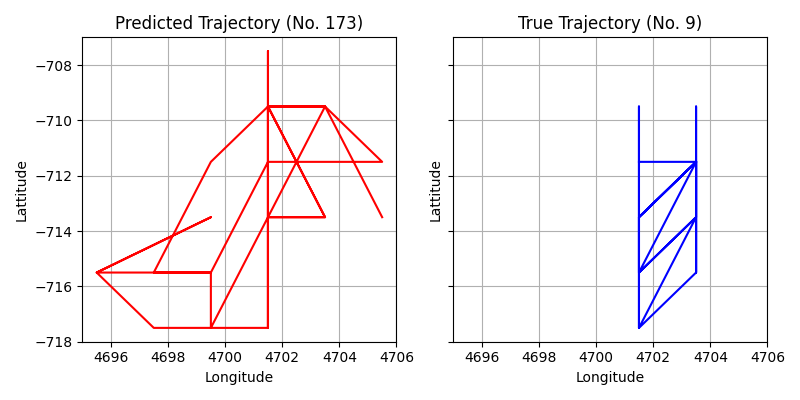 Predicted Trajectory (No. 173)
True Trajectory (No. 9)
−708
−710
−712
−714
−716
−718
Lattitude
Lattitude
4696 4698 4700 4702 4704 4706
4696 4698 4700 4702 4704 4706
Longitude
Longitude